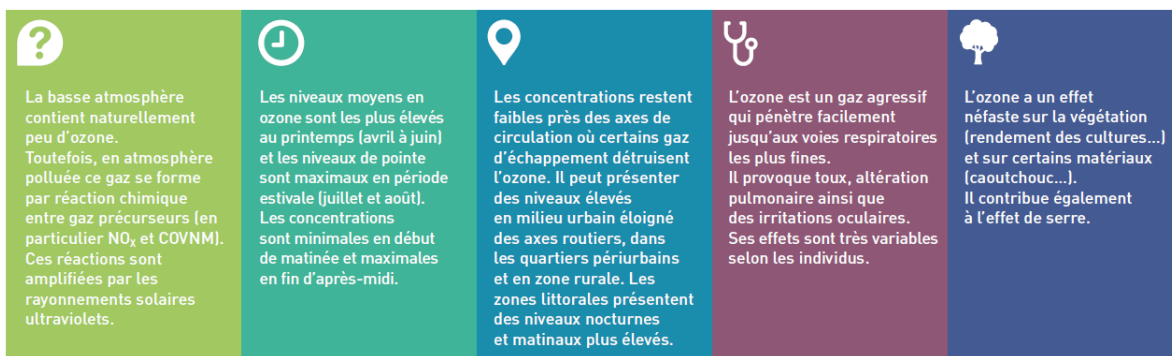 ?
La basse atmosphère
contient naturellement
peu d'ozone.
Toutefois, en atmosphère
polluée ce gaz se forme
par réaction chimique
entre gaz précurseurs (en
particulier NOx et COVNM).
Ces réactions sont
amplifiées par les
rayonnements solaires
ultraviolets.
Les niveaux moyens en
ozone sont les plus élevés
au printemps (avril à juin)
et les niveaux de pointe
sont maximaux en période
estivale (juillet et août).
Les concentrations
sont minimales en début
de matinée et maximales
en fin d'après-midi.
Les concentrations restent
faibles près des axes de
circulation où certains gaz
d'échappement détruisent
l'ozone. Il peut présenter
des niveaux élevés
en milieu urbain éloigné
des axes routiers, dans
les quartiers périurbains
et en zone rurale. Les
zones littorales présentent
des niveaux nocturnes
et matinaux plus élevés.
L'ozone est un gaz agressif
qui pénètre facilement
jusqu'aux voies respiratoires
les plus fines.
Il provoque toux, altération
pulmonaire ainsi que
des irritations oculaires.
Ses effets sont très variables
selon les individus.
L'ozone a un effet
néfaste sur la végétation
(rendement des cultures...)
et sur certains matériaux
(caoutchouc...).
Il contribue également
à l'effet de serre.